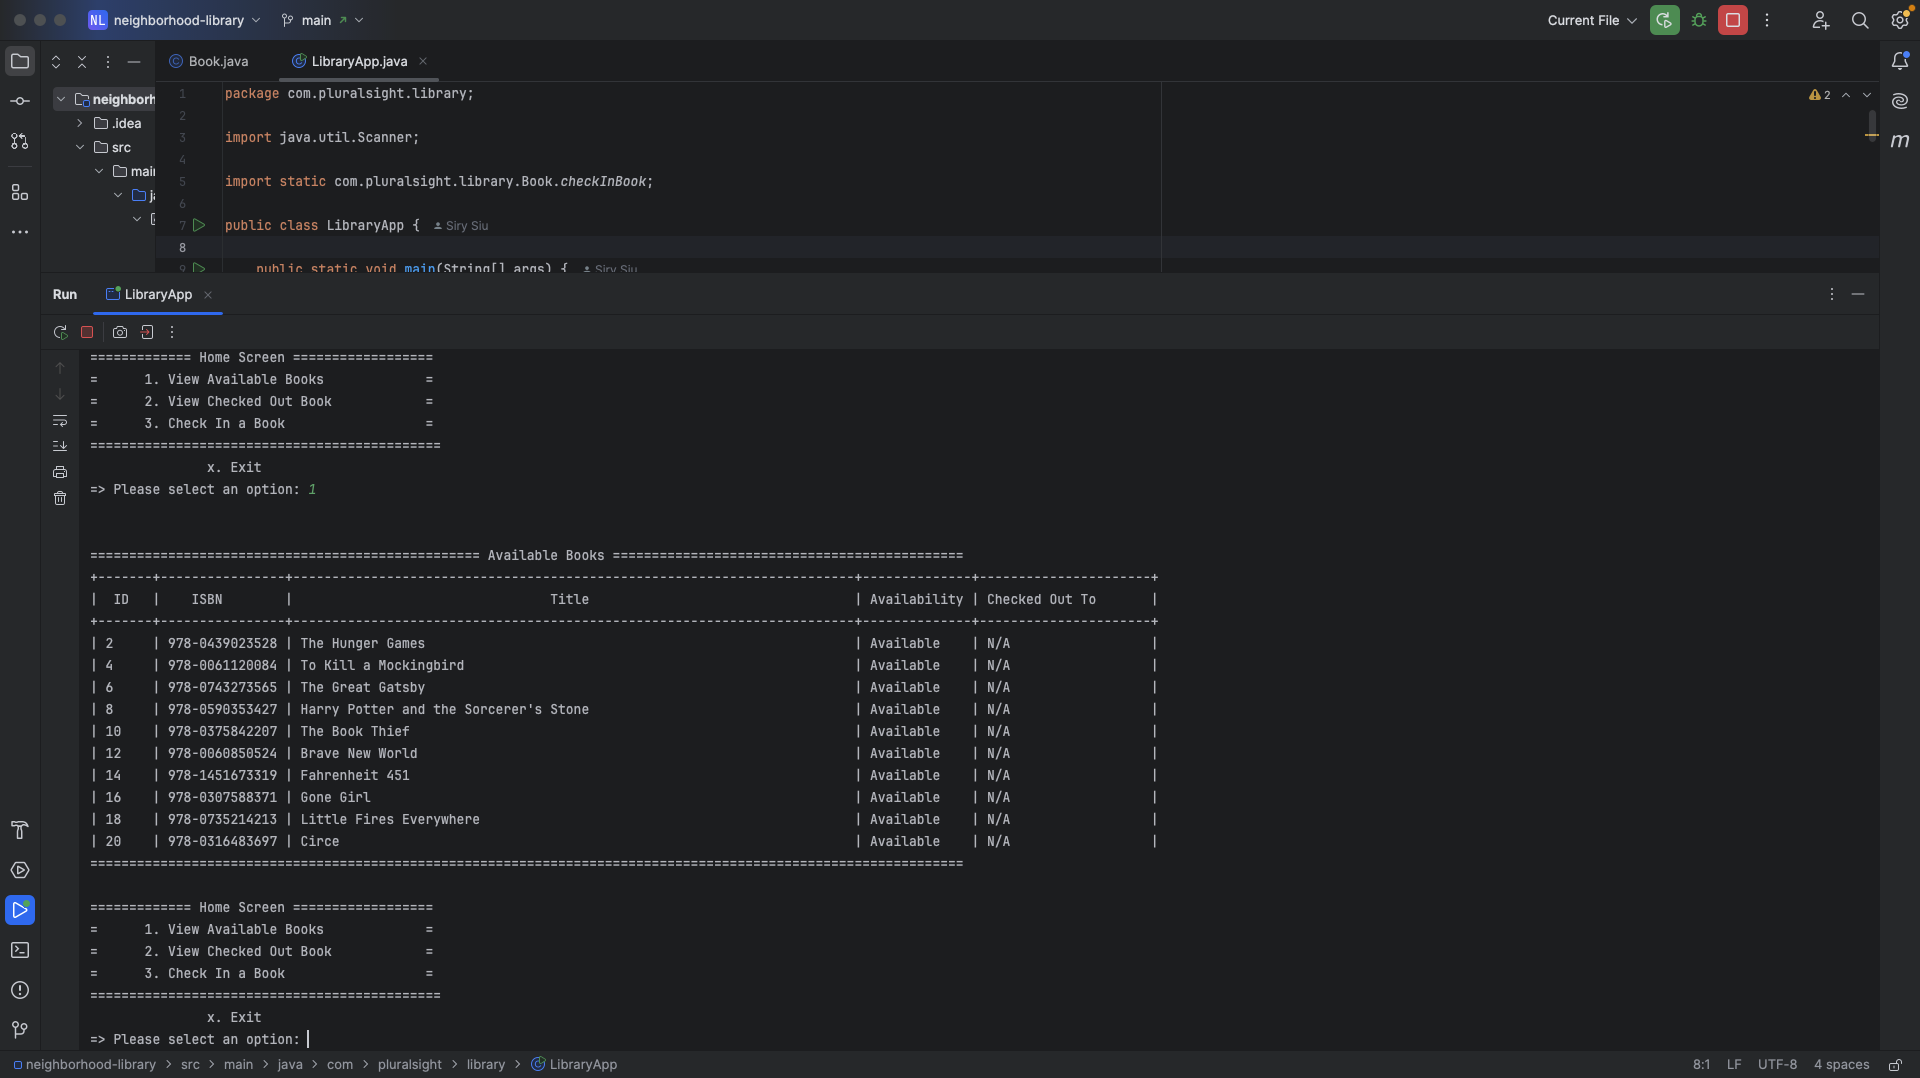 NL neighborhood-library main Current File
Book.java LibraryApp.java
neighborh
.idea
src
main
1 package com.pluralsight.library; 2
2
3 import java.util.Scanner;
4
5 import static com.pluralsight.library.Book.checkInBook;
6
7 public class LibraryApp { Siry Siu
8
9 public static void main(String[] args) { Siry Siu
Run LibraryApp
============= Home Screen ==================
= 1. View Available Books =
= 2. View Checked Out Book =
= 3. Check In a Book =
=============================================
x. Exit
=> Please select an option: 1
================================================== Available Books =============================================
+-------+----------------+------------------------------------------------------------------------+--------------+----------------------+
| ID | ISBN | Title | Availability | Checked Out To |
+-------+----------------+------------------------------------------------------------------------+--------------+----------------------+
| 2 | 978-0439023528 | The Hunger Games | Available | N/A |
| 4 | 978-0061120084 | To Kill a Mockingbird | Available | N/A |
| 6 | 978-0743273565 | The Great Gatsby | Available | N/A |
| 8 | 978-0590353427 | Harry Potter and the Sorcerer's Stone | Available | N/A |
| 10 | 978-0375842207 | The Book Thief | Available | N/A |
| 12 | 978-0060850524 | Brave New World | Available | N/A |
| 14 | 978-1451673319 | Fahrenheit 451 | Available | N/A |
| 16 | 978-0307588371 | Gone Girl | Available | N/A |
| 18 | 978-0735214213 | Little Fires Everywhere | Available | N/A |
| 20 | 978-0316483697 | Circe | Available | N/A |
================================================================================================================
============= Home Screen ==================
= 1. View Available Books =
= 2. View Checked Out Book =
= 3. Check In a Book =
=============================================
x. Exit
=> Please select an option:
neighborhood-library > src > main > java > com > pluralsight > library > LibraryApp 8:1 LF UTF-8 4 spaces